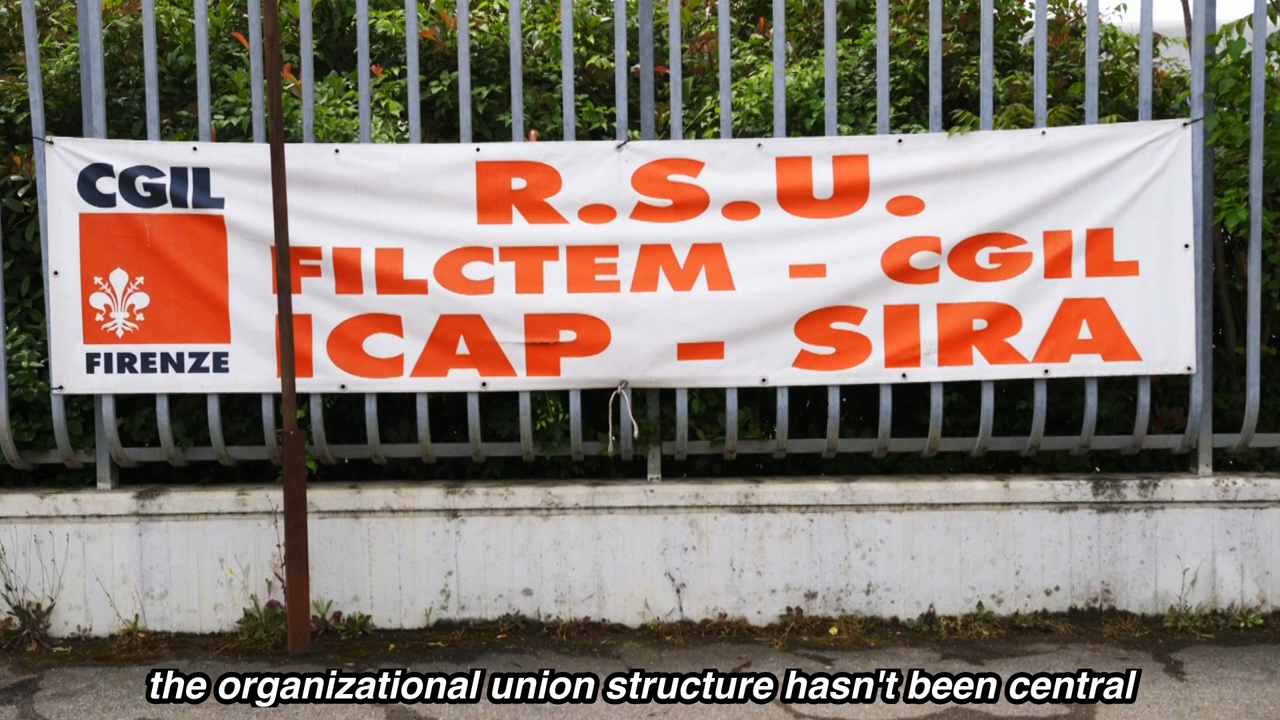 CGIL
FIRENZE
R.S.U.
FILCTEM - CGIL
ICAP - SIRA
the organizational union structure hasn't been central